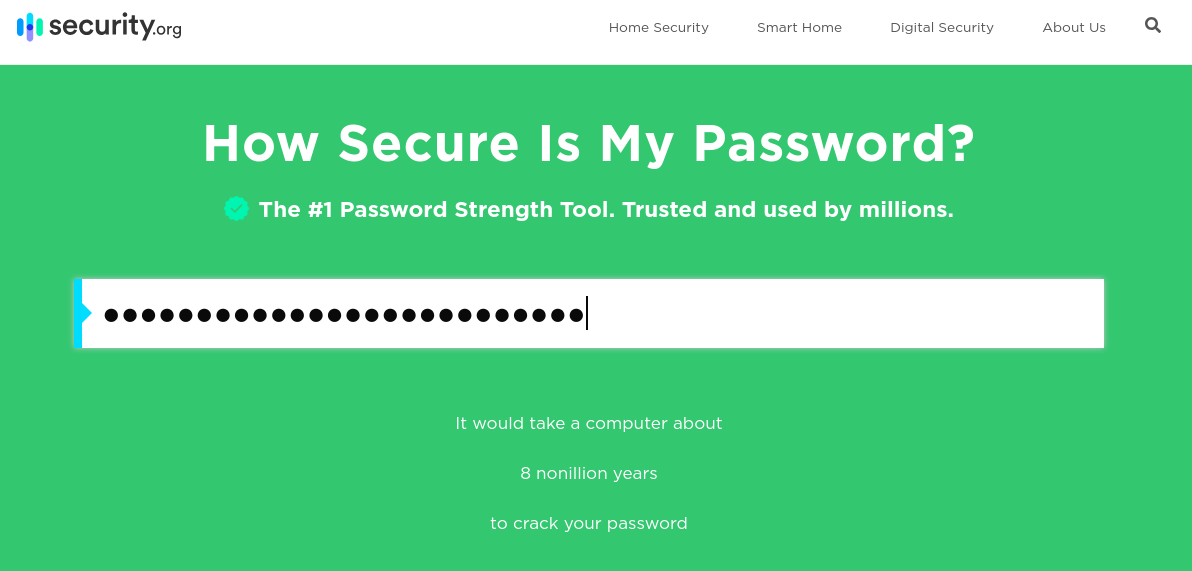 security.org
Home Security Smart Home Digital Security About Us
How Secure Is My Password?
The #1 Password Strength Tool. Trusted and used by millions.
••••••••••••••••••••••••••
It would take a computer about
8 nonillion years
to crack your password